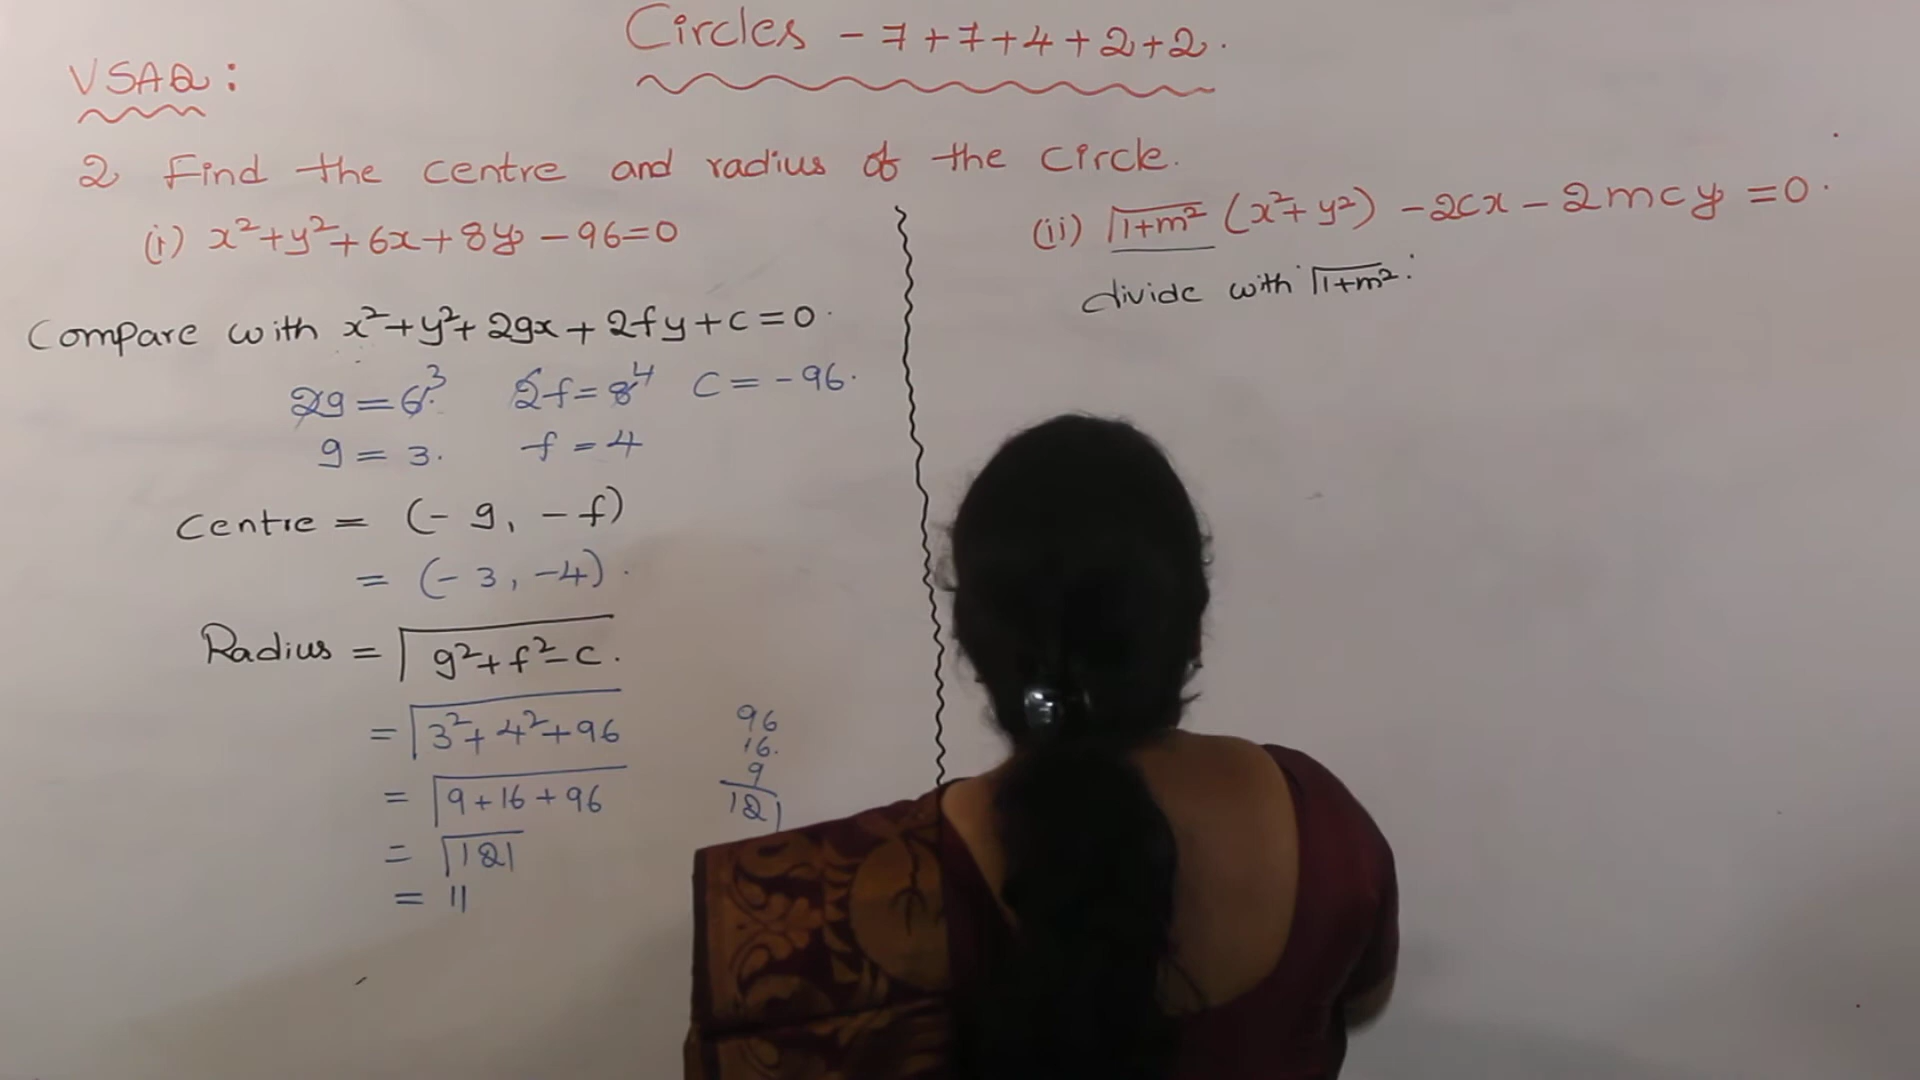 Circles - 7+7+4+2+2.
VSAQ:
2 Find the centre and radius of the circle.
(i) x²+y²+6x+8y-96=0
Compare with x²+y²+2gx+2fy+c=0.
2g=6 3 2f=8 4 c=-96.
g=3. f=4
Centre = (-g, -f)
= (-3, -4).
Radius = √g²+f²-c.
= √3²+4²+96
= √9+16+96
= √121
= 11
96
16.
9
121
(ii) √1+m² (x²+y²) -2cx-2mcy=0.
divide with √1+m².